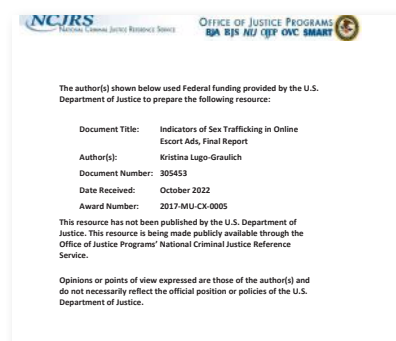 NCJRS
National Criminal Justice Reference Service
Office of Justice Programs
BJA BJS NIJ OJJDP OVC SMART
The author(s) shown below used Federal funding provided by the U.S.
Department of Justice to prepare the following resource:
Document Title: Indicators of Sex Trafficking in Online
Escort Ads, Final Report
Author(s): Kristina Lugo-Graulich
Document Number: 305453
Date Received: October 2022
Award Number: 2017-MU-CX-0005
This resource has not been published by the U.S. Department of
Justice. This resource is being made publicly available through the
Office of Justice Programs’ National Criminal Justice Reference
Service.
Opinions or points of view expressed are those of the author(s) and
do not necessarily reflect the official position or policies of the U.S.
Department of Justice.